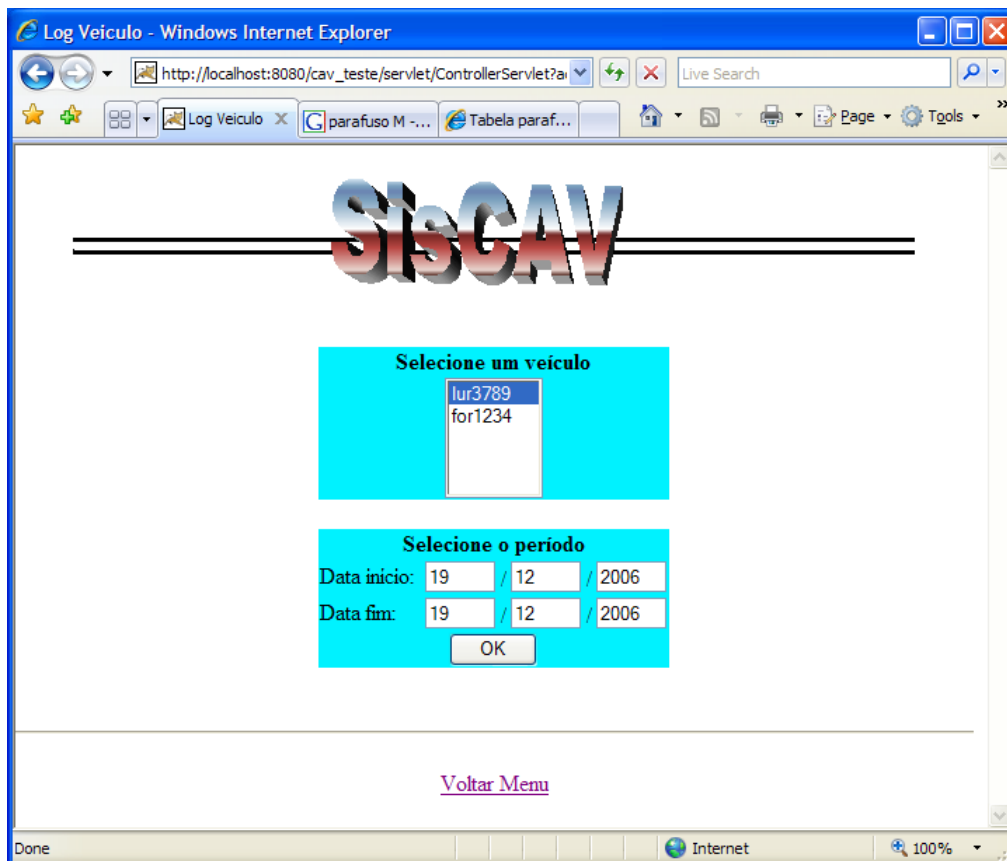 Log Veiculo - Windows Internet Explorer
http://localhost:8080/cav_teste/servlet/ControllerServlet?a
Live Search
Log Veiculo X parafuso M -... Tabela paraf... Page Tools
SisCAV
Selecione um veículo
lur3789
for1234
Selecione o período
Data inicio: 19 / 12 / 2006
Data fim: 19 / 12 / 2006
OK
Voltar Menu
Done Internet 100%